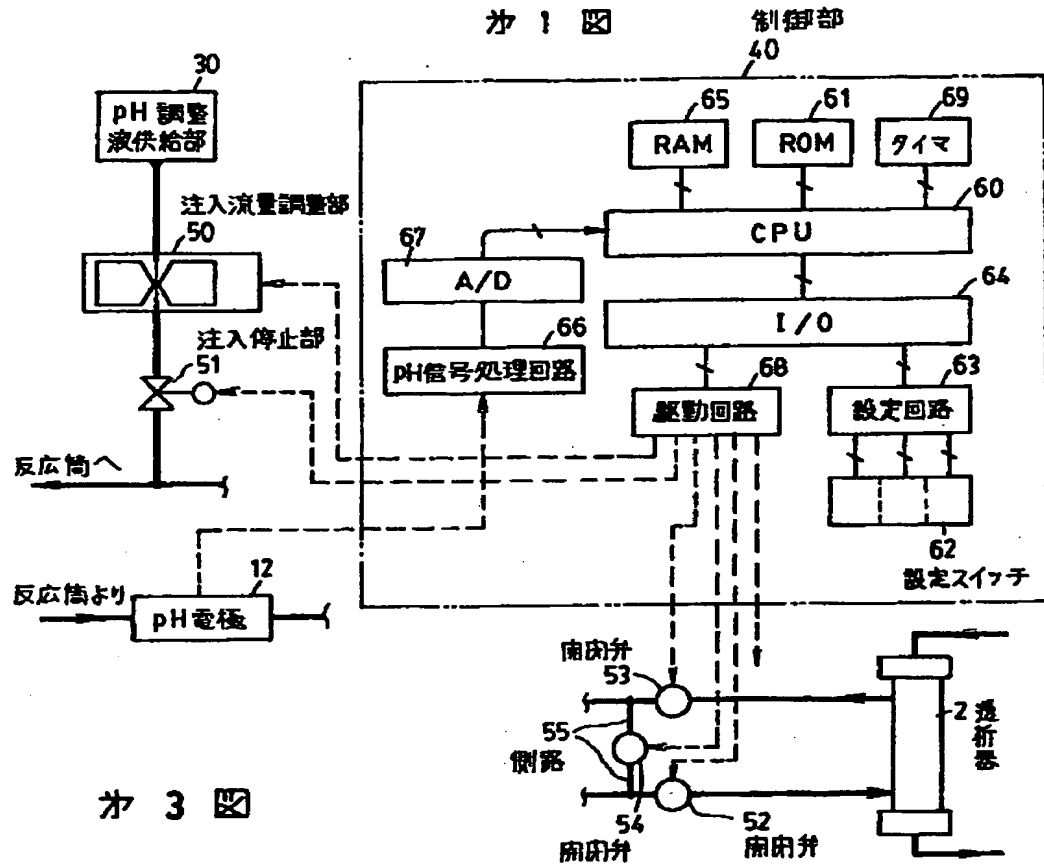 才 1 図
制御部
40
30
pH 調整
液供給部
65
RAM
61
ROM
69
タイマ
注入流量調整部
50
60
CPU
67
A/D
64
I/O
注入停止部
51
66
pH信号処理回路
68
駆動回路
63
設定回路
反応筒へ
62
設定スイッチ
12
反応筒より
pH電極
開閉弁
53
2 透析器
55
側路
54
52
開閉弁
開閉弁
才 3 図